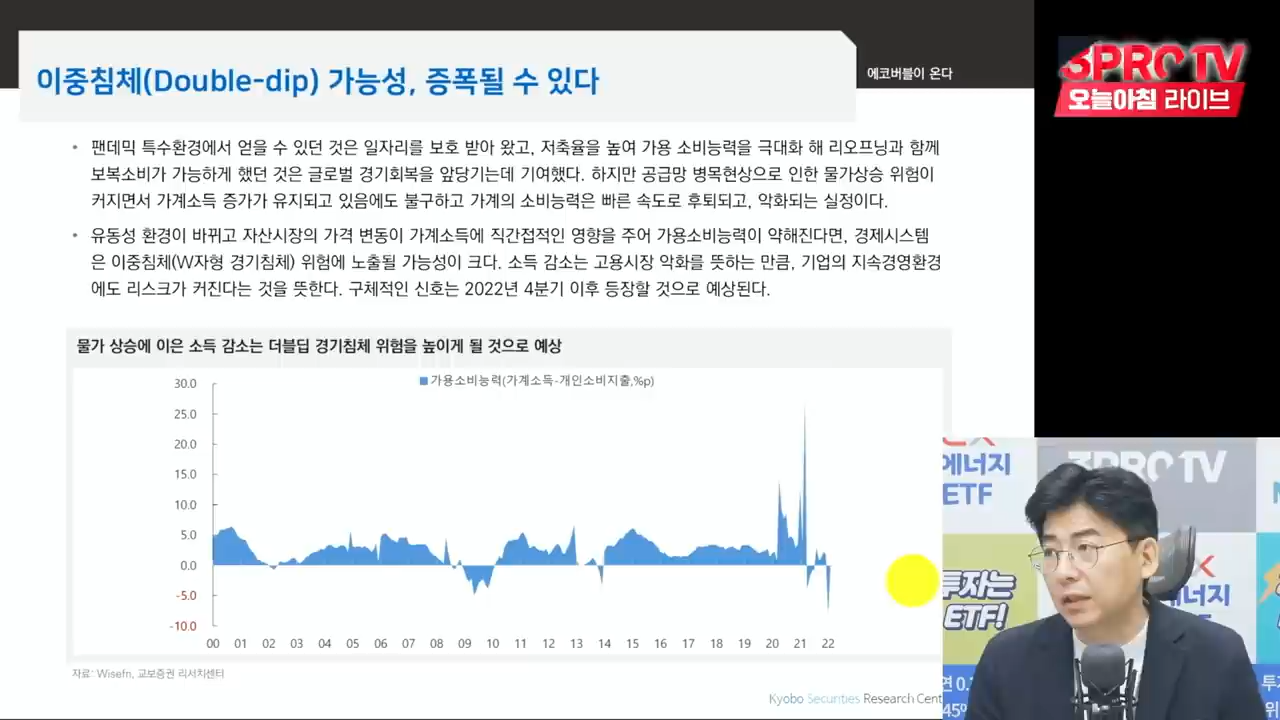 이중침체(Double-dip) 가능성, 증폭될 수 있다
에코버블이 온다
3PRO TV
오늘아침 라이브
• 팬데믹 특수환경에서 얻을 수 있던 것은 일자리를 보호 받아 왔고, 저축율을 높여 가용 소비능력을 극대화 해 리오프닝과 함께
보복소비가 가능하게 했던 것은 글로벌 경기회복을 앞당기는데 기여했다. 하지만 공급망 병목현상으로 인한 물가상승 위험이
커지면서 가계소득 증가가 유지되고 있음에도 불구하고 가계의 소비능력은 빠른 속도로 후퇴되고, 악화되는 실정이다.
• 유동성 환경이 바뀌고 자산시장의 가격 변동이 가계소득에 직간접적인 영향을 주어 가용소비능력이 약해진다면, 경제시스템
은 이중침체(W자형 경기침체) 위험에 노출될 가능성이 크다. 소득 감소는 고용시장 악화를 뜻하는 만큼, 기업의 지속경영환경
에도 리스크가 커진다는 것을 뜻한다. 구체적인 신호는 2022년 4분기 이후 등장할 것으로 예상된다.
물가 상승에 이은 소득 감소는 더블딥 경기침체 위험을 높이게 될 것으로 예상
가용소비능력(가계소득-개인소비지출,%p)
30.0
25.0
20.0
15.0
10.0
5.0
0.0
-5.0
-10.0
00 01 02 03 04 05 06 07 08 09 10 11 12 13 14 15 16 17 18 19 20 21 22
자료: Wisefn, 교보증권 리서치센터
Kyobo Securities Research Cent
에너지
ETF
3PRO TV
투자는
ETF!
에너지
연 0.
45%
투
위